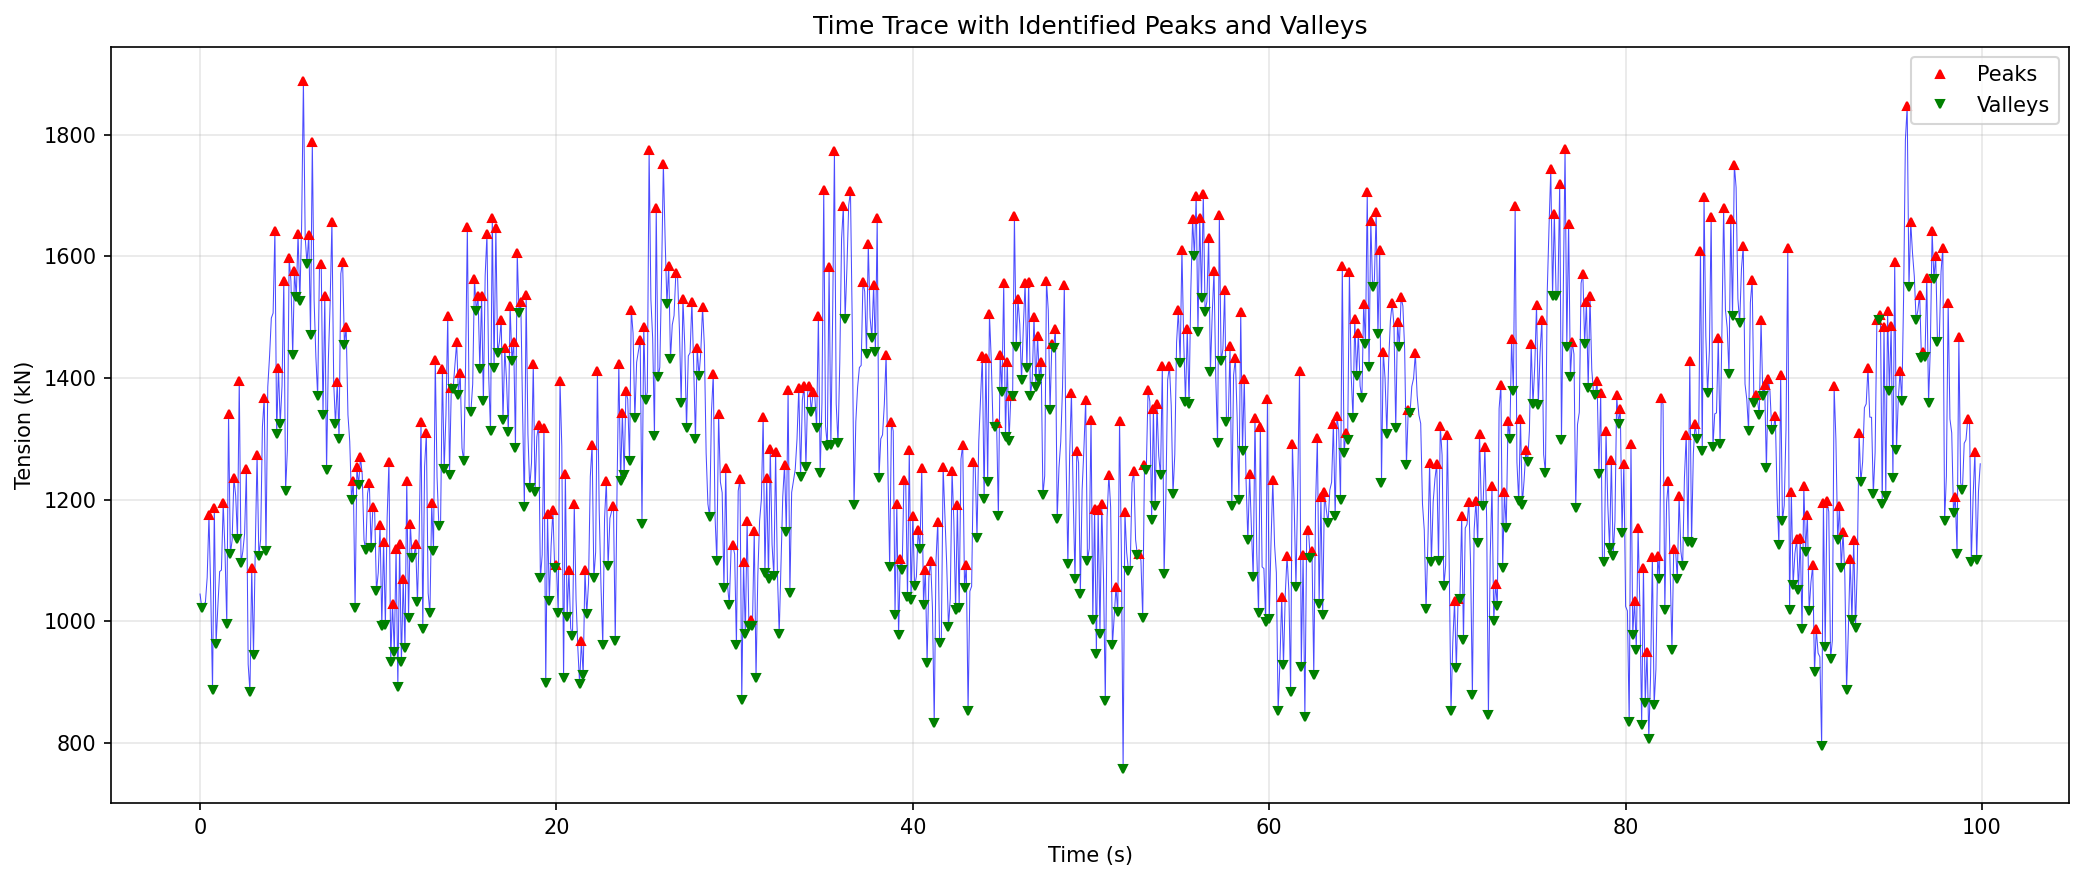 Time Trace with Identified Peaks and Valleys
Tension (kN)
1800
1600
1400
1200
1000
800
Peaks
Valleys
0
20
40
60
80
100
Time (s)